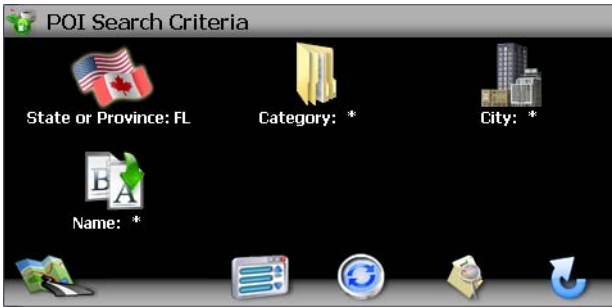 POI Search Criteria
State or Province: FL
Category: *
City: *
B
A
Name: *